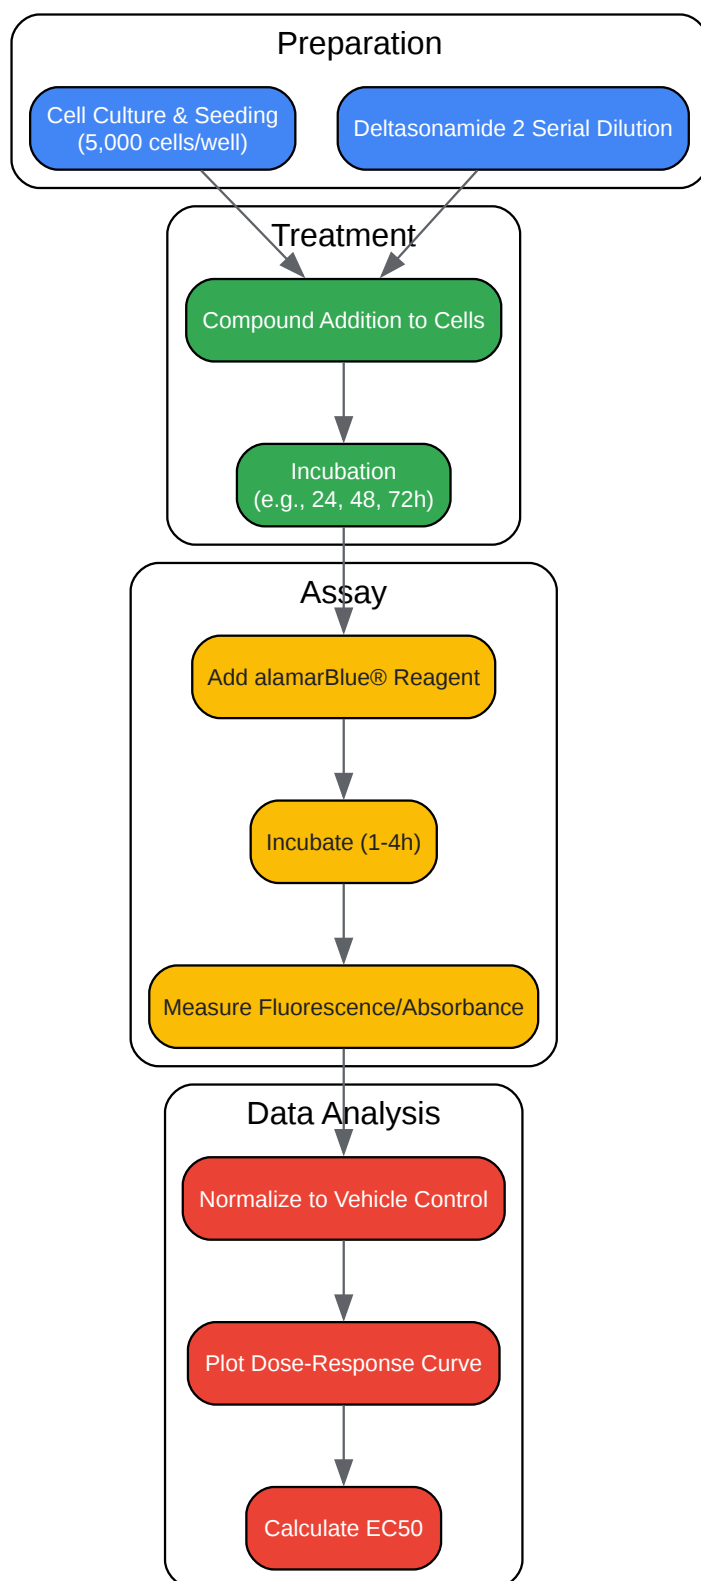 Preparation
Cell Culture & Seeding
(5,000 cells/well)
Deltasonamide 2 Serial Dilution
Treatment
Compound Addition to Cells
Incubation
(e.g., 24, 48, 72h)
Assay
Add alamarBlue® Reagent
Incubate (1-4h)
Measure Fluorescence/Absorbance
Data Analysis
Normalize to Vehicle Control
Plot Dose-Response Curve
Calculate EC50